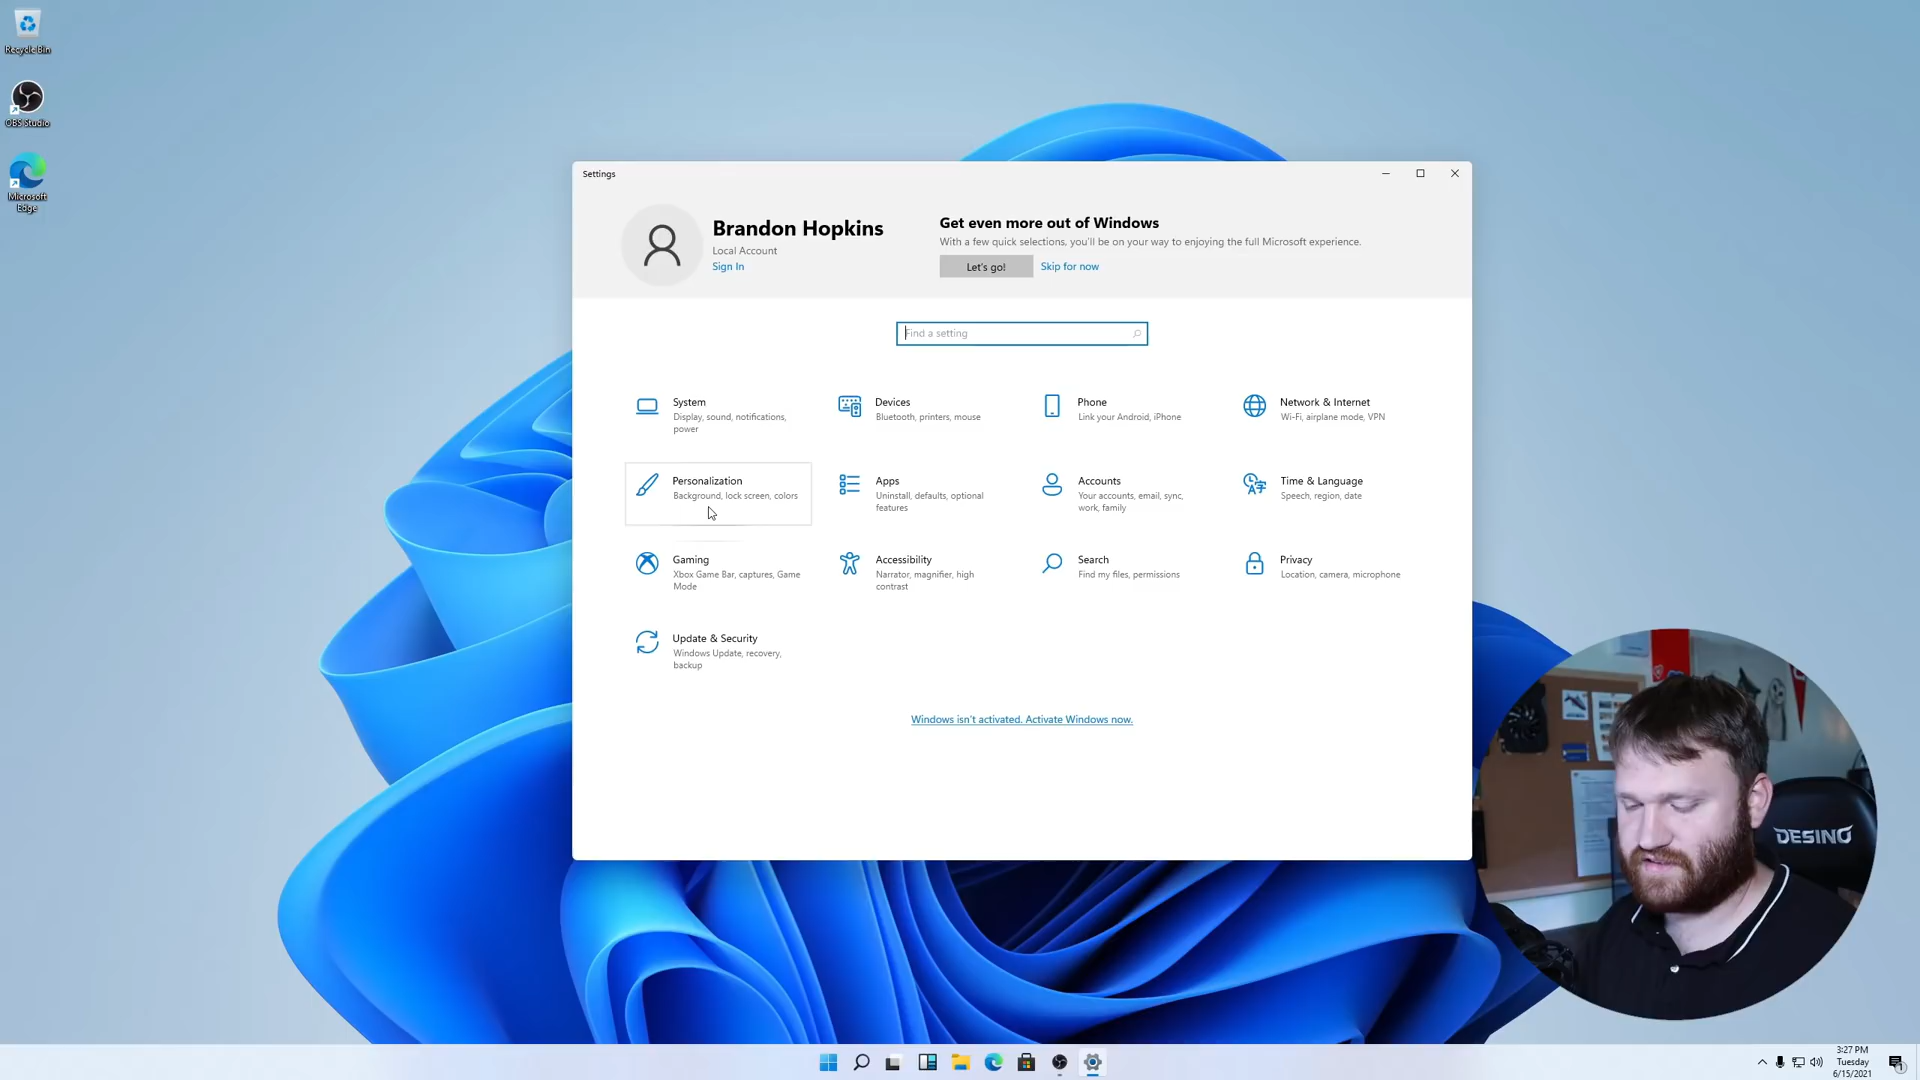 Recycle Bin
OBS Studio
Microsoft
Edge
Settings
Brandon Hopkins
Local Account
Sign In
Get even more out of Windows
With a few quick selections, you'll be on your way to enjoying the full Microsoft experience.
Let's go!
Skip for now
Find a setting
System
Display, sound, notifications,
power
Devices
Bluetooth, printers, mouse
Phone
Link your Android, iPhone
Network & Internet
Wi-Fi, airplane mode, VPN
Personalization
Background, lock screen, colors
Apps
Uninstall, defaults, optional
features
Accounts
Your accounts, email, sync,
work, family
Time & Language
Speech, region, date
Gaming
Xbox Game Bar, captures, Game
Mode
Accessibility
Narrator, magnifier, high
contrast
Search
Find my files, permissions
Privacy
Location, camera, microphone
Update & Security
Windows Update, recovery,
backup
Windows isn't activated. Activate Windows now.
DESINO
3:27 PM
Tuesday
6/15/2021
1